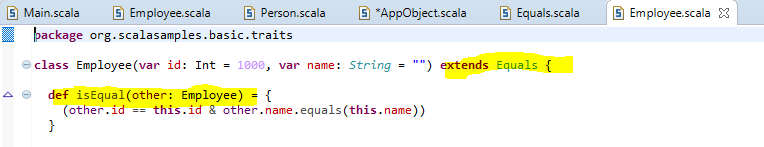 Main.scala Employee.scala Person.scala *AppObject.scala Equals.scala Employee.scala
package org.scalasamples.basic.traits
class Employee(var id: Int = 1000, var name: String = "") extends Equals {
def isEqual(other: Employee) = {
(other.id == this.id & other.name.equals(this.name))
}